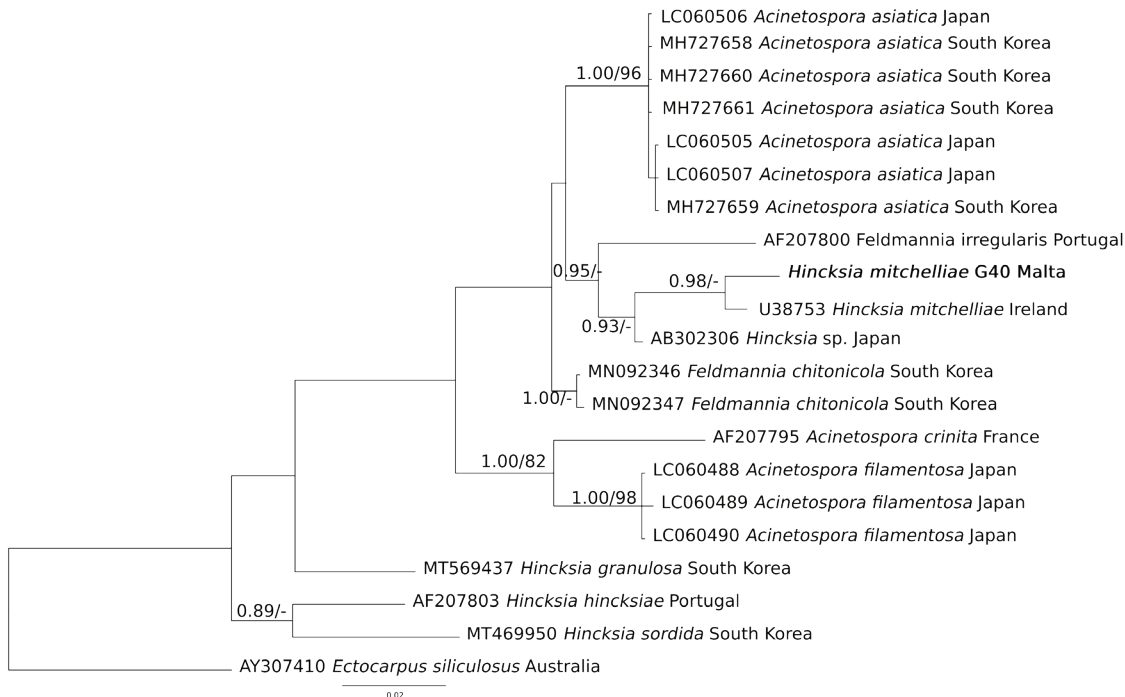 LC060506 Acinetospora asiatica Japan
MH727658 Acinetospora asiatica South Korea
1.00/96
MH727660 Acinetospora asiatica South Korea
MH727661 Acinetospora asiatica South Korea
LC060505 Acinetospora asiatica Japan
LC060507 Acinetospora asiatica Japan
MH727659 Acinetospora asiatica South Korea
AF207800 Feldmannia irregularis Portugal
0.95/-
Hincksia mitchelliae G40 Malta
0.98/-
U38753 Hincksia mitchelliae Ireland
0.93/-
AB302306 Hincksia sp. Japan
MN092346 Feldmannia chitonicola South Korea
1.00/-
MN092347 Feldmannia chitonicola South Korea
AF207795 Acinetospora crinita France
1.00/82
LC060488 Acinetospora filamentosa Japan
1.00/98
LC060489 Acinetospora filamentosa Japan
LC060490 Acinetospora filamentosa Japan
MT569437 Hincksia granulosa South Korea
AF207803 Hincksia hincksiae Portugal
0.89/-
MT469950 Hincksia sordida South Korea
AY307410 Ectocarpus siliculosus Australia
0.02